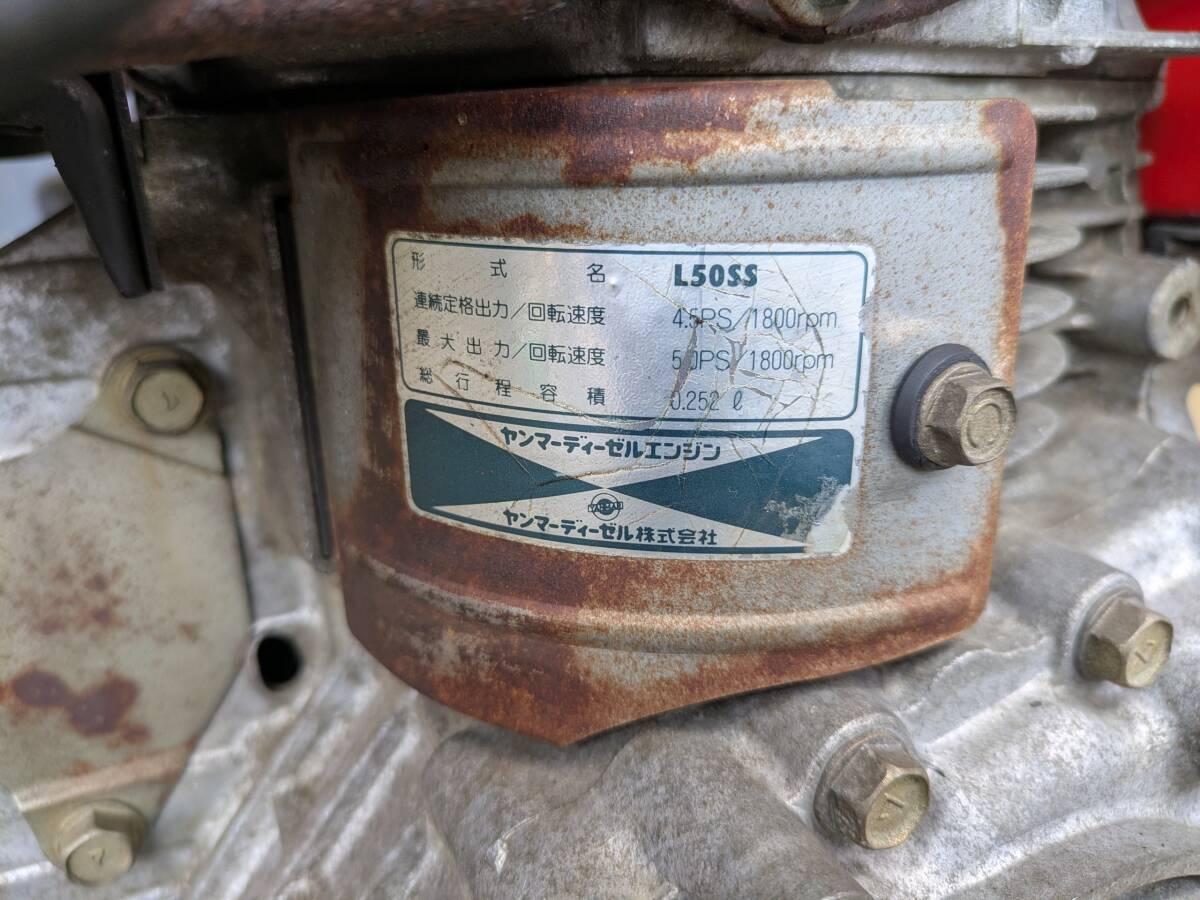 形式名 L50SS
連続定格出力/回転速度 4.5PS/1800rpm
最大出力/回転速度 5.0PS/1800rpm
総行程容積 0.252 ℓ
ヤンマーディーゼルエンジン
YANMAR
ヤンマーディーゼル株式会社